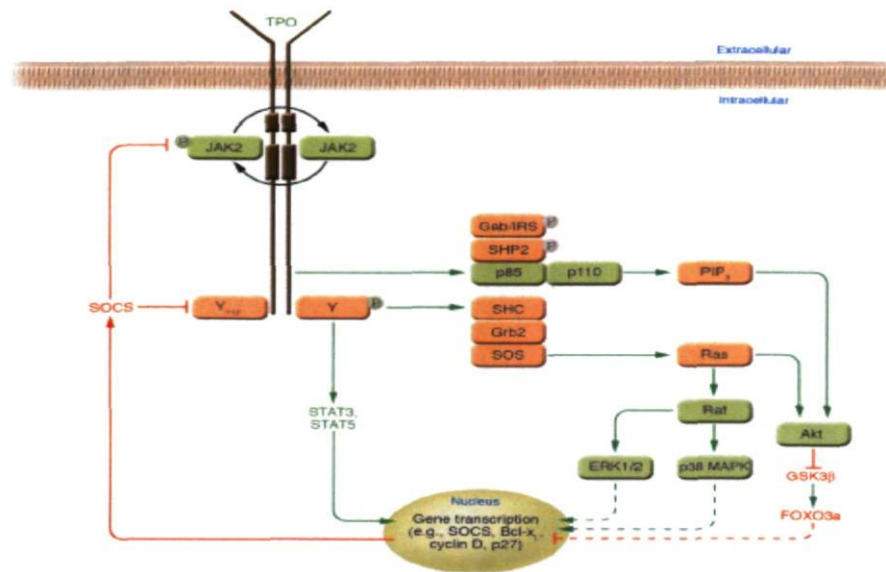 TPO
Extracellular
Intracellular
P
JAK2
JAK2
Gab/IRS
P
SHP2
P
p85
p110
PIP3
SOCS
Y
P
SHC
Grb2
SOS
Ras
STAT3,
STAT5
Raf
Akt
ERK1/2
p38 MAPK
GSK3β
Nucleus
Gene transcription
(e.g., SOCS, Bcl-xL,
cyclin D, p27)
FOXO3a